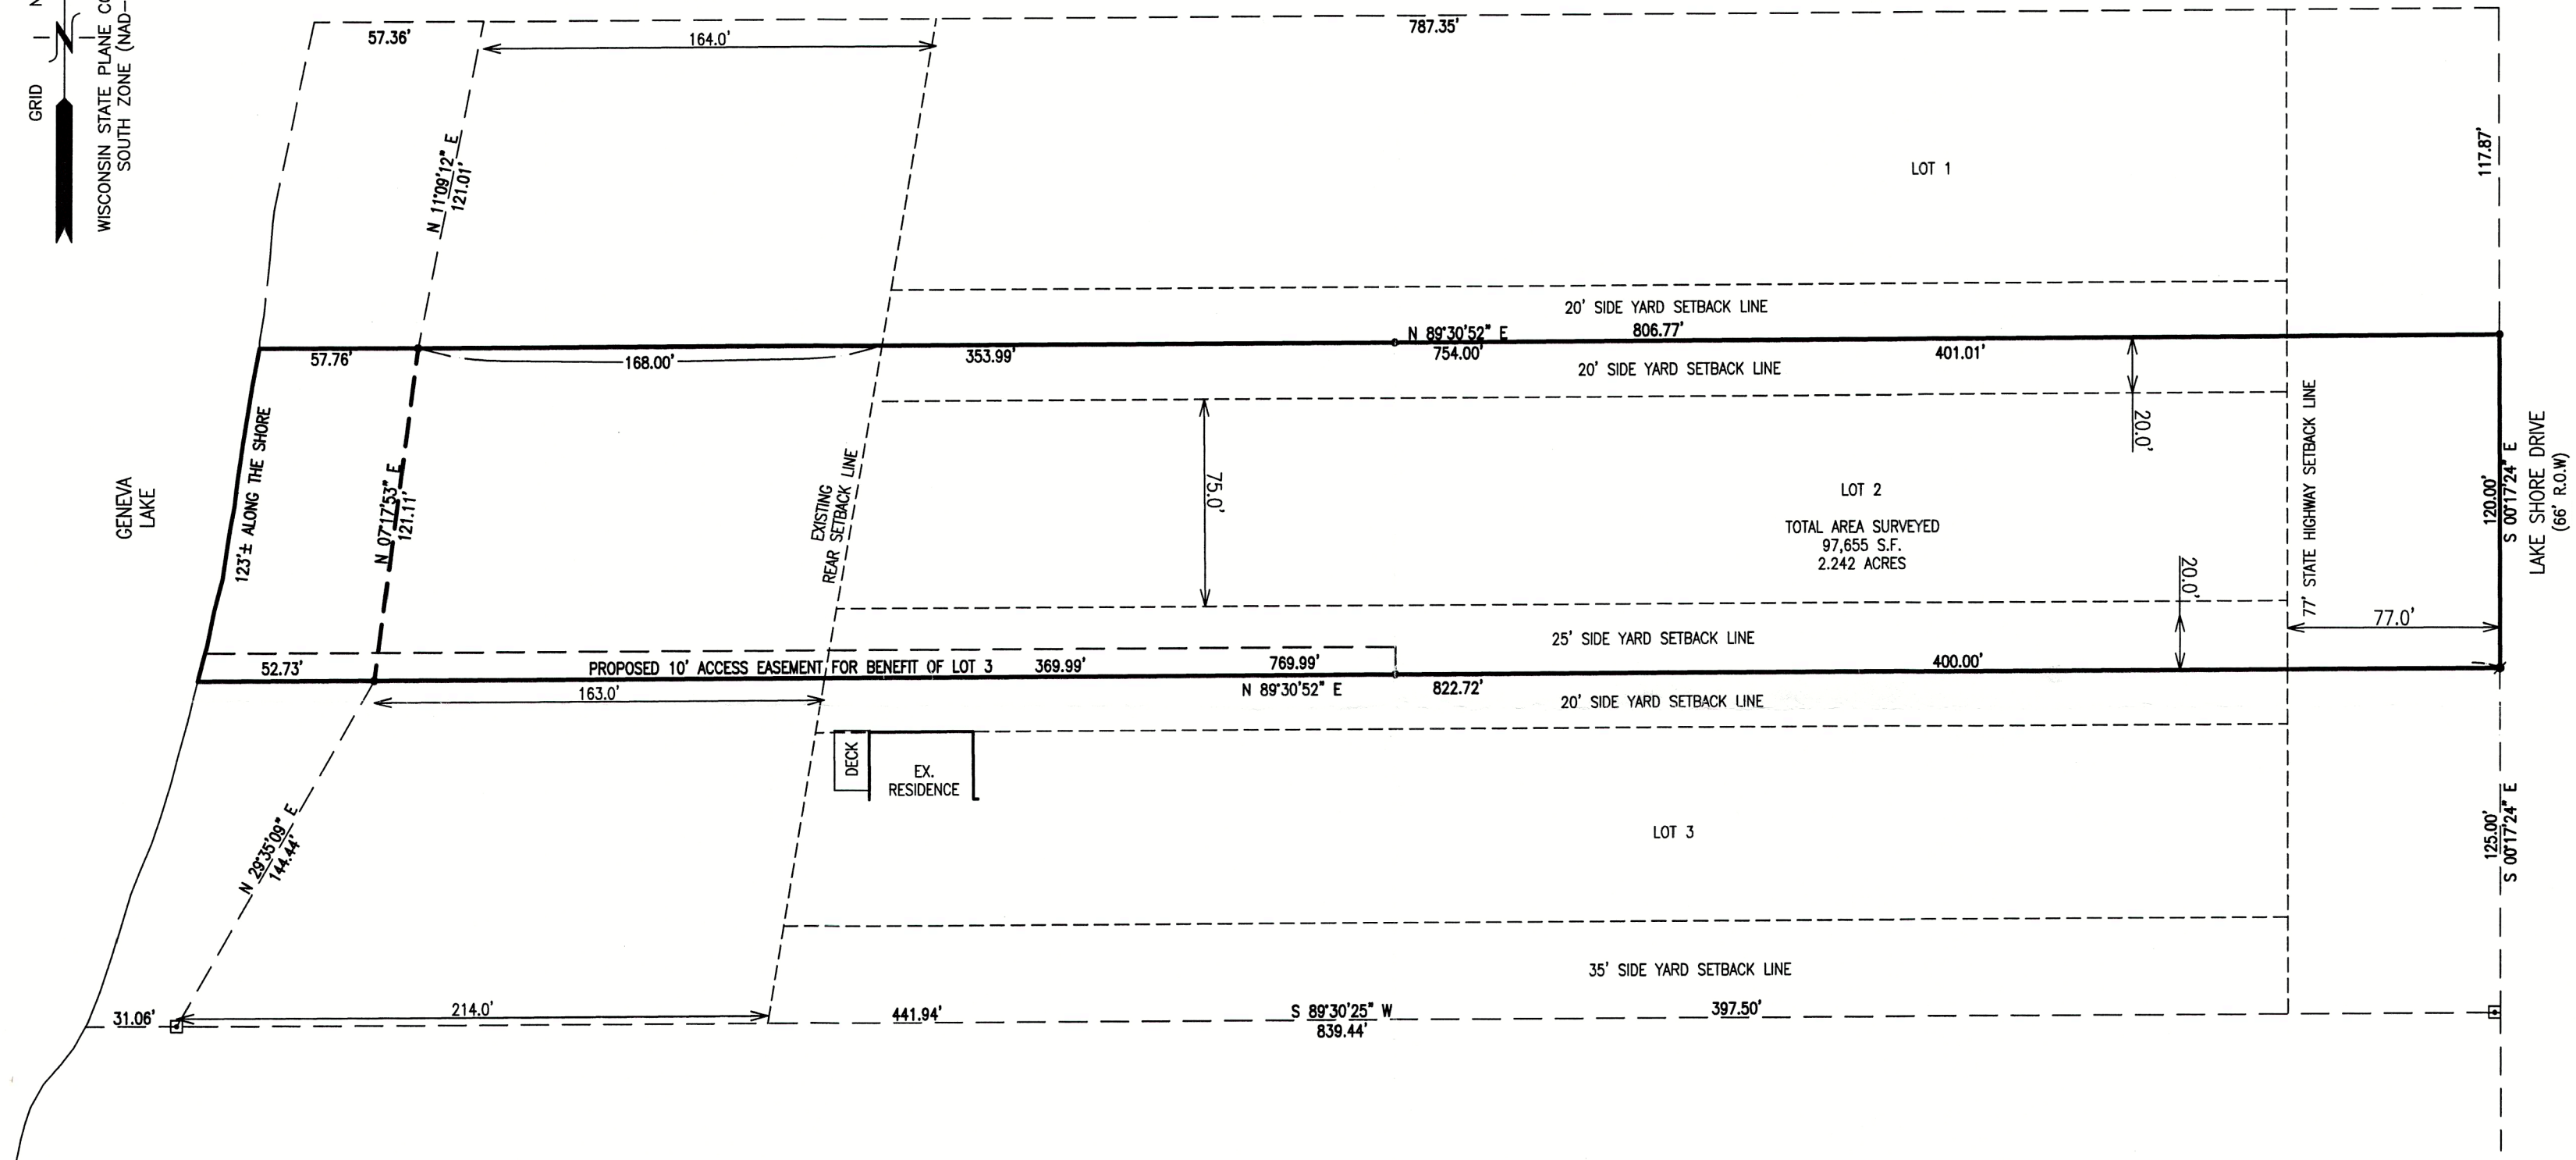 GRID
N
WISCONSIN STATE PLANE CO
SOUTH ZONE (NAD-
57.36'
164.0'
787.35'
N 11°09'12" E
121.01'
LOT 1
117.87'
20' SIDE YARD SETBACK LINE
N 89°30'52" E
806.77'
57.76'
168.00'
353.99'
754.00'
401.01'
20' SIDE YARD SETBACK LINE
20.0'
GENEVA
LAKE
123'± ALONG THE SHORE
N 07°17'53" E
121.11'
EXISTING
REAR SETBACK LINE
75.0'
LOT 2
TOTAL AREA SURVEYED
97,655 S.F.
2.242 ACRES
77' STATE HIGHWAY SETBACK LINE
120.00'
S 00°17'24" E
LAKE SHORE DRIVE
(66' R.O.W)
20.0'
77.0'
25' SIDE YARD SETBACK LINE
52.73'
PROPOSED 10' ACCESS EASEMENT FOR BENEFIT OF LOT 3
369.99'
769.99'
400.00'
163.0'
N 89°30'52" E
822.72'
20' SIDE YARD SETBACK LINE
DECK
EX.
RESIDENCE
N 29°35'09" E
144.44'
LOT 3
125.00'
S 00°17'24" E
35' SIDE YARD SETBACK LINE
31.06'
214.0'
441.94'
S 89°30'25" W
839.44'
397.50'